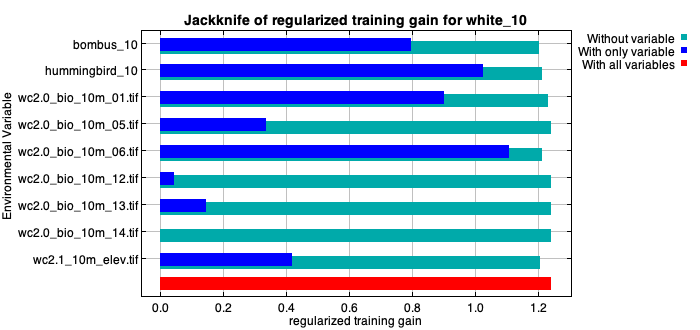 Jackknife of regularized training gain for white_10
Without variable
With only variable
With all variables
Environmental Variable
bombus_10
hummingbird_10
wc2.0_bio_10m_01.tif
wc2.0_bio_10m_05.tif
wc2.0_bio_10m_06.tif
wc2.0_bio_10m_12.tif
wc2.0_bio_10m_13.tif
wc2.0_bio_10m_14.tif
wc2.1_10m_elev.tif
0.0 0.2 0.4 0.6 0.8 1.0 1.2
regularized training gain